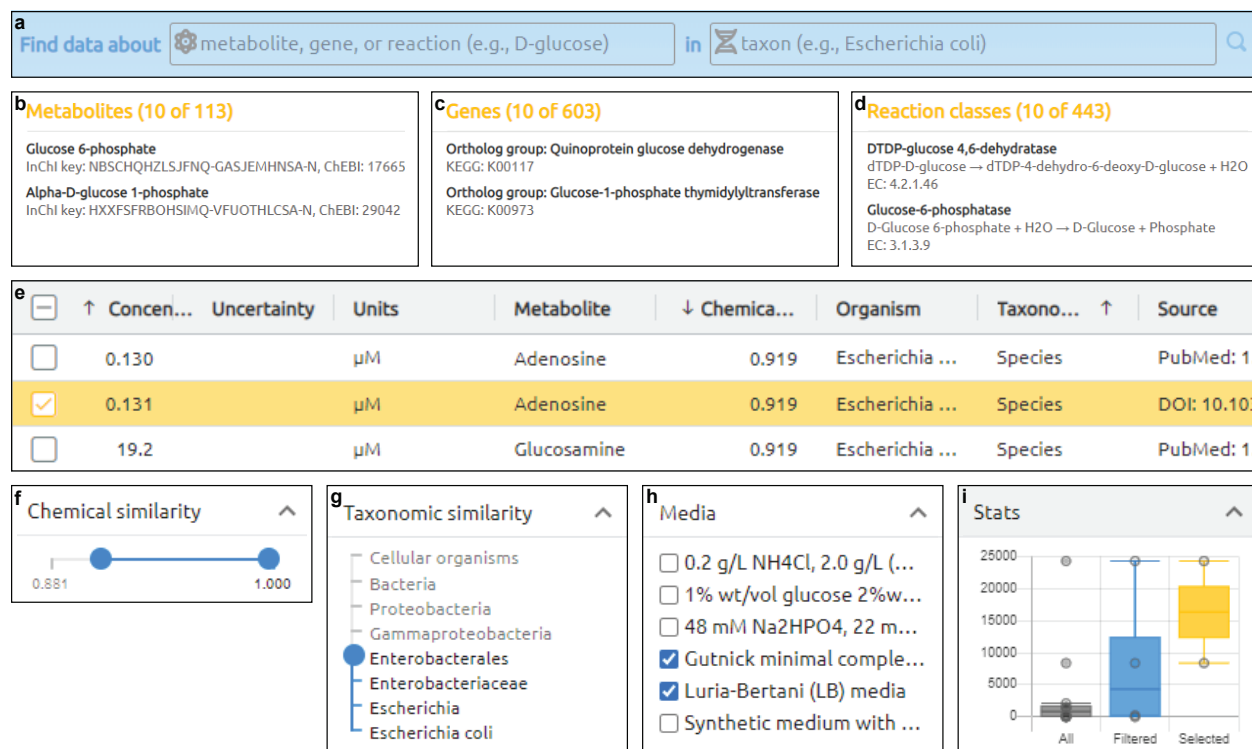 a
Find data about metabolite, gene, or reaction (e.g., D-glucose) in taxon (e.g., Escherichia coli)
b
Metabolites (10 of 113)
Glucose 6-phosphate
InChI key: NBSCHQHZLSJFNQ-GASJEMHNSA-N, ChEBI: 17665
Alpha-D-glucose 1-phosphate
InChI key: HXXFSFRBOHSIMQ-VFUOTHLCSA-N, ChEBI: 29042
c
Genes (10 of 603)
Ortholog group: Quinoprotein glucose dehydrogenase
KEGG: K00117
Ortholog group: Glucose-1-phosphate thymidylyltransferase
KEGG: K00973
d
Reaction classes (10 of 443)
DTDP-glucose 4,6-dehydratase
dTDP-D-glucose → dTDP-4-dehydro-6-deoxy-D-glucose + H2O
EC: 4.2.1.46
Glucose-6-phosphatase
D-Glucose 6-phosphate + H2O → D-Glucose + Phosphate
EC: 3.1.3.9
e
↑ Concen... Uncertainty Units Metabolite ↓ Chemica... Organism Taxono... ↑ Source
0.130 µM Adenosine 0.919 Escherichia ... Species PubMed: 1
0.131 µM Adenosine 0.919 Escherichia ... Species DOI: 10.103
19.2 µM Glucosamine 0.919 Escherichia ... Species PubMed: 1
f
Chemical similarity
0.881 1.000
g
Taxonomic similarity
Cellular organisms
Bacteria
Proteobacteria
Gammaproteobacteria
Enterobacterales
Enterobacteriaceae
Escherichia
Escherichia coli
h
Media
0.2 g/L NH4Cl, 2.0 g/L (...
1% wt/vol glucose 2%w...
48 mM Na2HPO4, 22 m...
Gutnick minimal comple...
Luria-Bertani (LB) media
Synthetic medium with ...
i
Stats
25000
20000
15000
10000
5000
0
All Filtered Selected